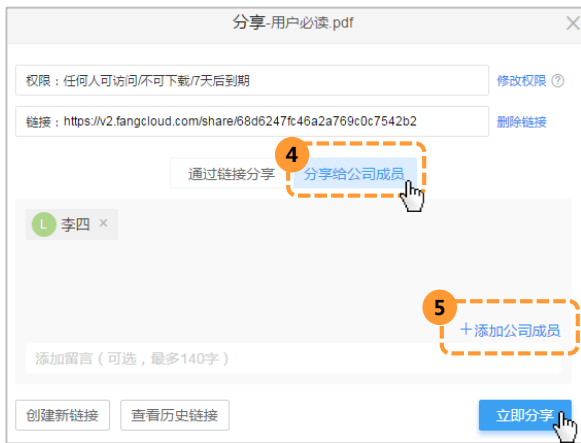 分享-用户必读.pdf
权限：任何人可访问/不可下载/7天后到期
修改权限 ?
链接：https://v2.fangcloud.com/share/68d6247fc46a2a769c0c7542b2
删除链接
4
通过链接分享
分享给公司成员
L 李四 ×
5
+添加公司成员
添加留言（可选，最多140字）
创建新链接
查看历史链接
立即分享